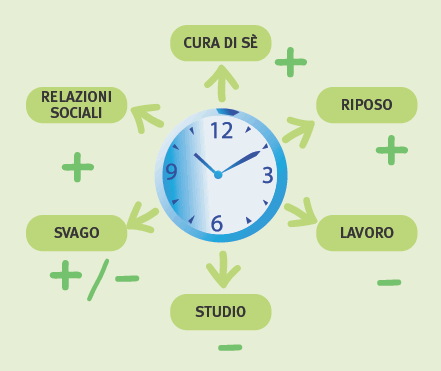 CURA DI SÈ
+
RELAZIONI
SOCIALI
+
RIPOSO
+
12
9
3
6
SVAGO
+/-
LAVORO
-
STUDIO
-